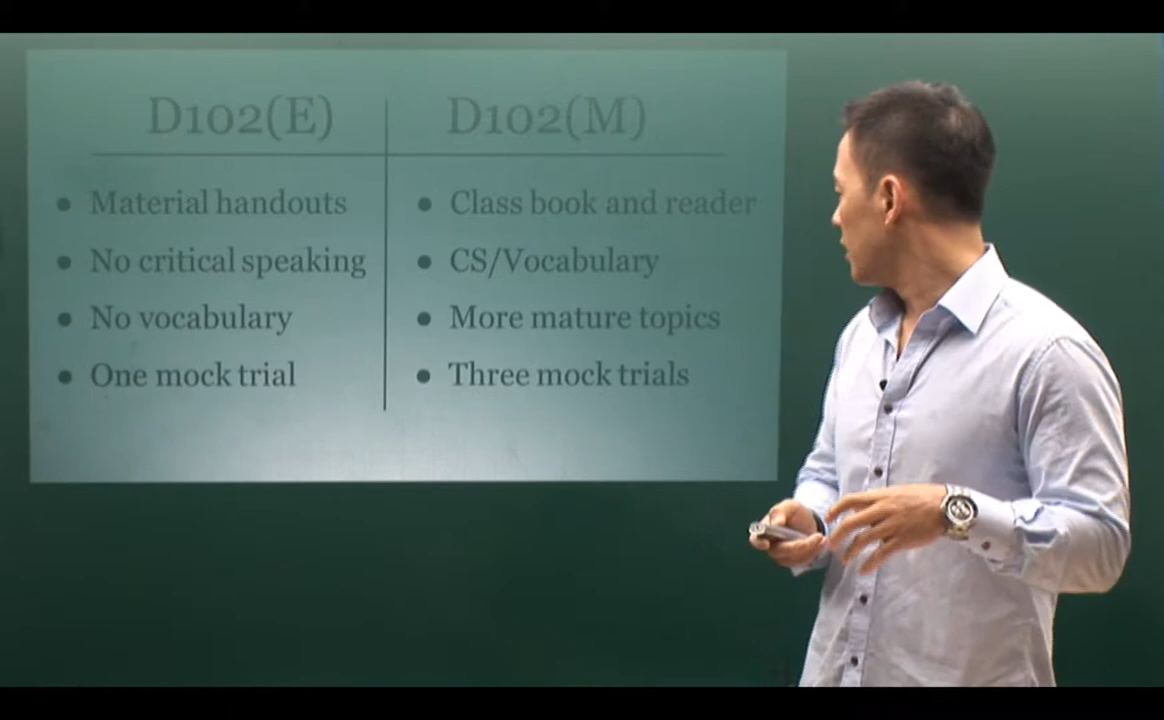 D102(E)
D102(M)
• Material handouts
• No critical speaking
• No vocabulary
• One mock trial
• Class book and reader
• CS/Vocabulary
• More mature topics
• Three mock trials